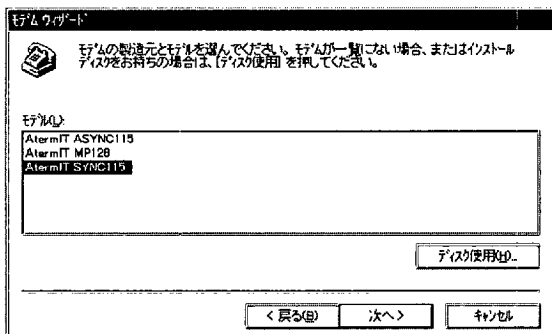 モデム ウィザード
モデムの製造元とモデルを選んでください。モデムが一覧にない場合、またはインストール
ディスクをお持ちの場合は、[ディスク使用] を押してください。
モデル(L):
AtermIT ASYNC115
AtermIT MP128
AtermIT SYNC115
ディスク使用(H)...
< 戻る(B)
次へ >
キャンセル